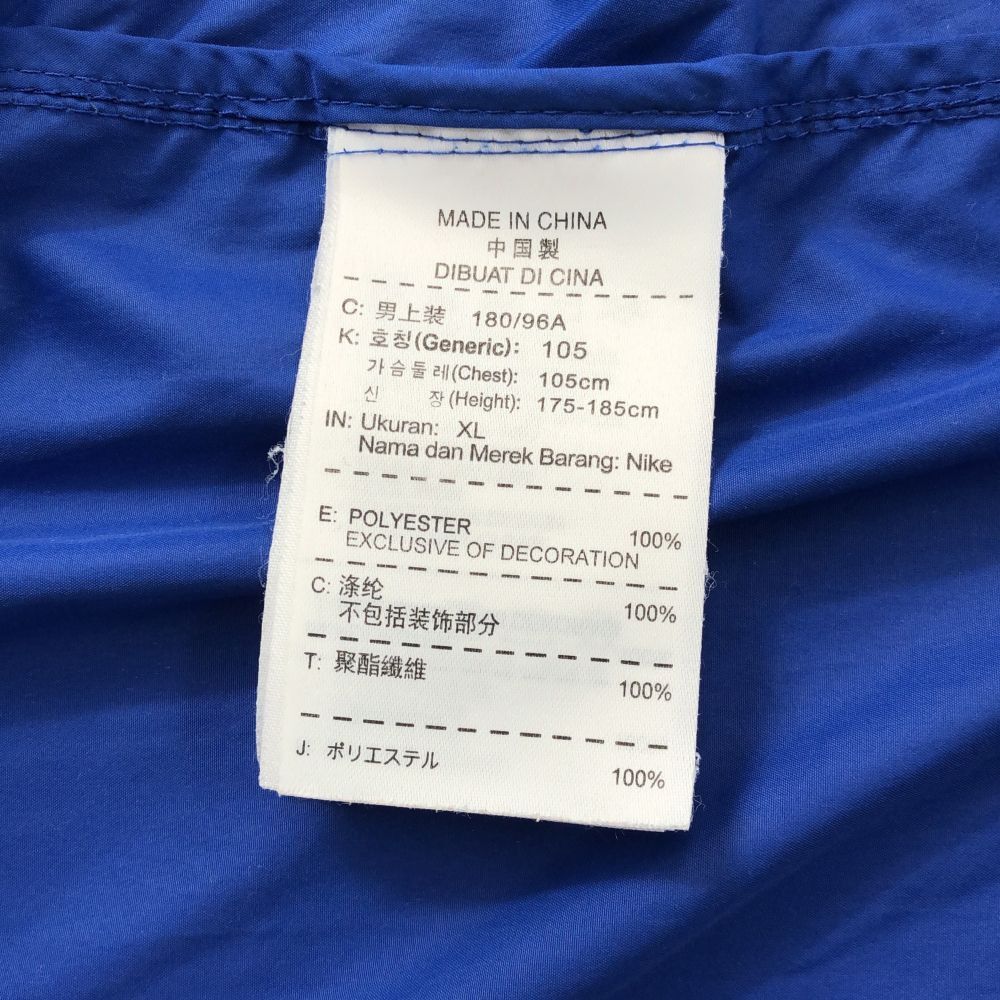 MADE IN CHINA
中国製
DIBUAT DI CINA
C: 男上装 180/96A
K: 호칭(Generic): 105
가슴둘레(Chest): 105cm
신 장(Height): 175-185cm
IN: Ukuran: XL
Nama dan Merek Barang: Nike
E: POLYESTER 100%
EXCLUSIVE OF DECORATION
C: 涤纶 100%
不包括装饰部分
T: 聚酯纖維 100%
J: ポリエステル 100%